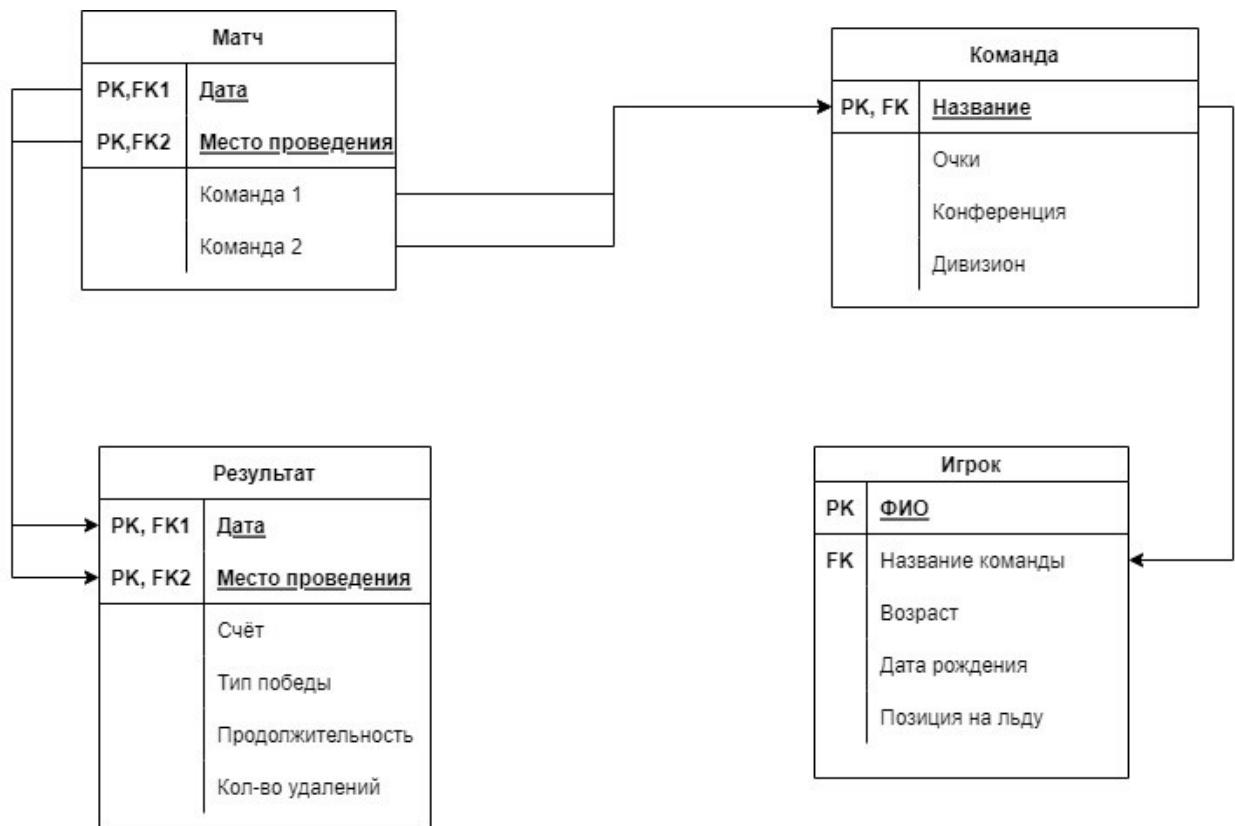 Матч
PK,FK1 Дата
PK,FK2 Место проведения
Команда 1
Команда 2
Команда
PK, FK Название
Очки
Конференция
Дивизион
Результат
PK, FK1 Дата
PK, FK2 Место проведения
Счёт
Тип победы
Продолжительность
Кол-во удалений
Игрок
PK ФИО
FK Название команды
Возраст
Дата рождения
Позиция на льду